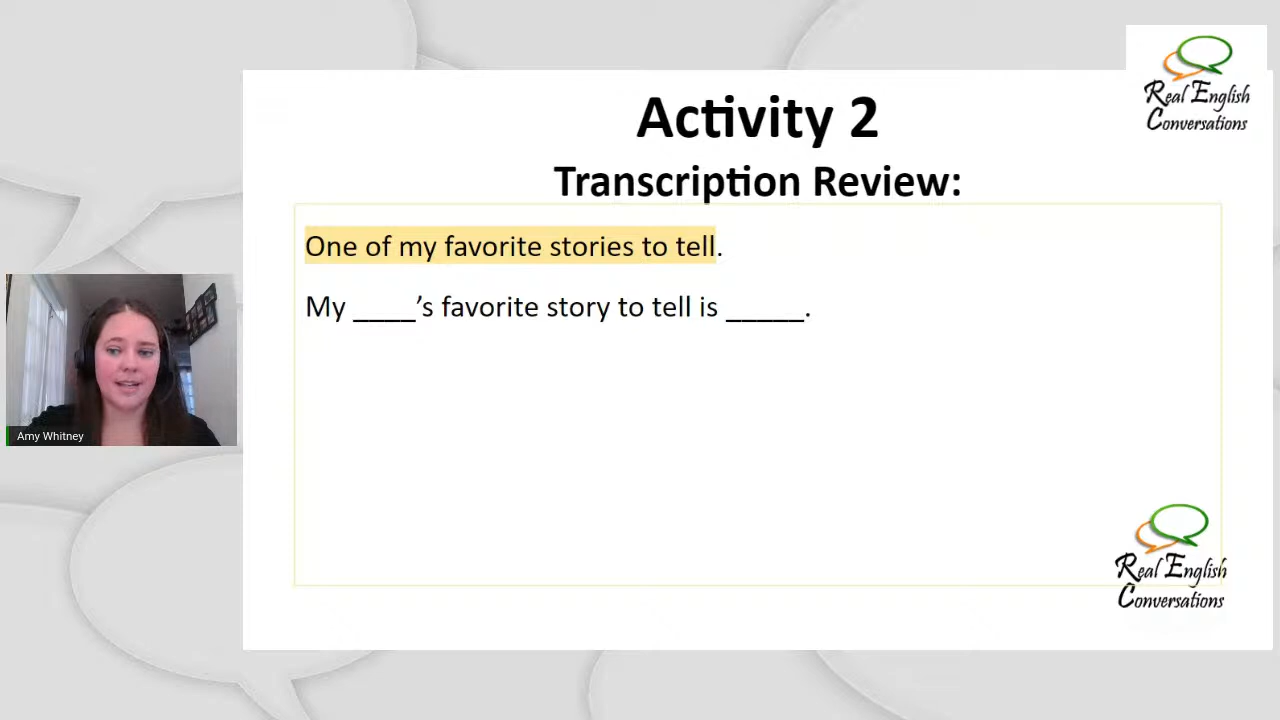 Real English
Conversations
Activity 2
Transcription Review:
One of my favorite stories to tell.
My ____’s favorite story to tell is _____.
Amy Whitney
Real English
Conversations